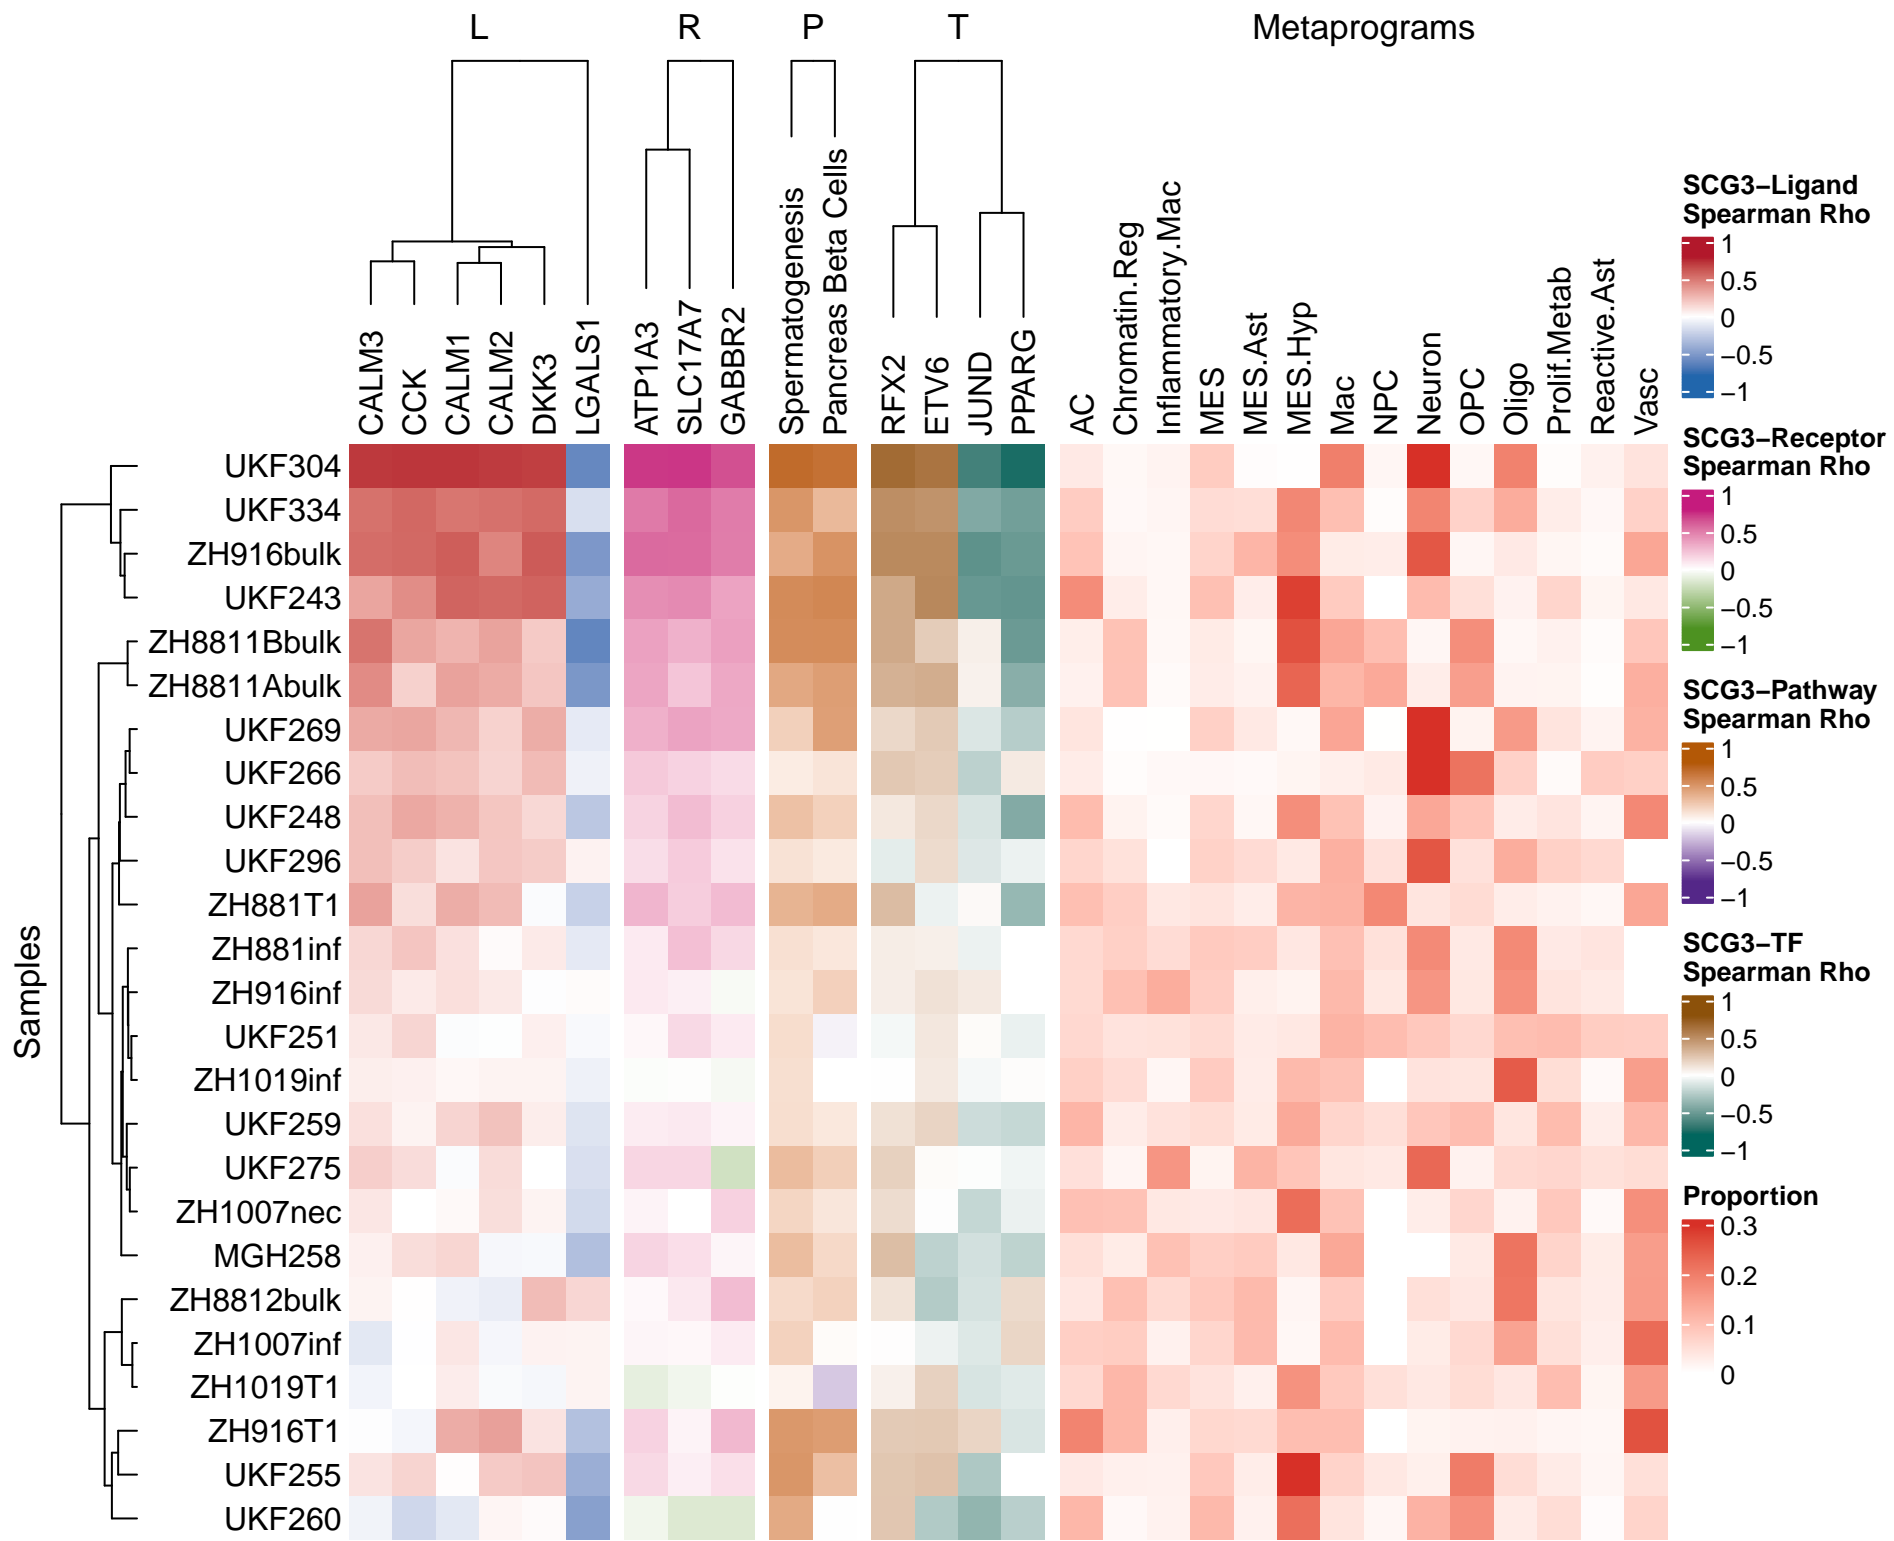 L
R
P
T
Metaprograms
CALM3
CCK
CALM1
CALM2
DKK3
LGALS1
ATP1A3
SLC17A7
GABBR2
Spermatogenesis
Pancreas Beta Cells
RFX2
ETV6
JUND
PPARG
AC
Chromatin.Reg
Inflammatory.Mac
MES
MES.Ast
MES.Hyp
Mac
NPC
Neuron
OPC
Oligo
Prolif.Metab
Reactive.Ast
Vasc
Samples
UKF304
UKF334
ZH916bulk
UKF243
ZH8811Bbulk
ZH8811Abulk
UKF269
UKF266
UKF248
UKF296
ZH881T1
ZH881inf
ZH916inf
UKF251
ZH1019inf
UKF259
UKF275
ZH1007nec
MGH258
ZH8812bulk
ZH1007inf
ZH1019T1
ZH916T1
UKF255
UKF260
SCG3−Ligand
Spearman Rho
1
0.5
0
−0.5
−1
SCG3−Receptor
Spearman Rho
1
0.5
0
−0.5
−1
SCG3−Pathway
Spearman Rho
1
0.5
0
−0.5
−1
SCG3−TF
Spearman Rho
1
0.5
0
−0.5
−1
Proportion
0.3
0.2
0.1
0